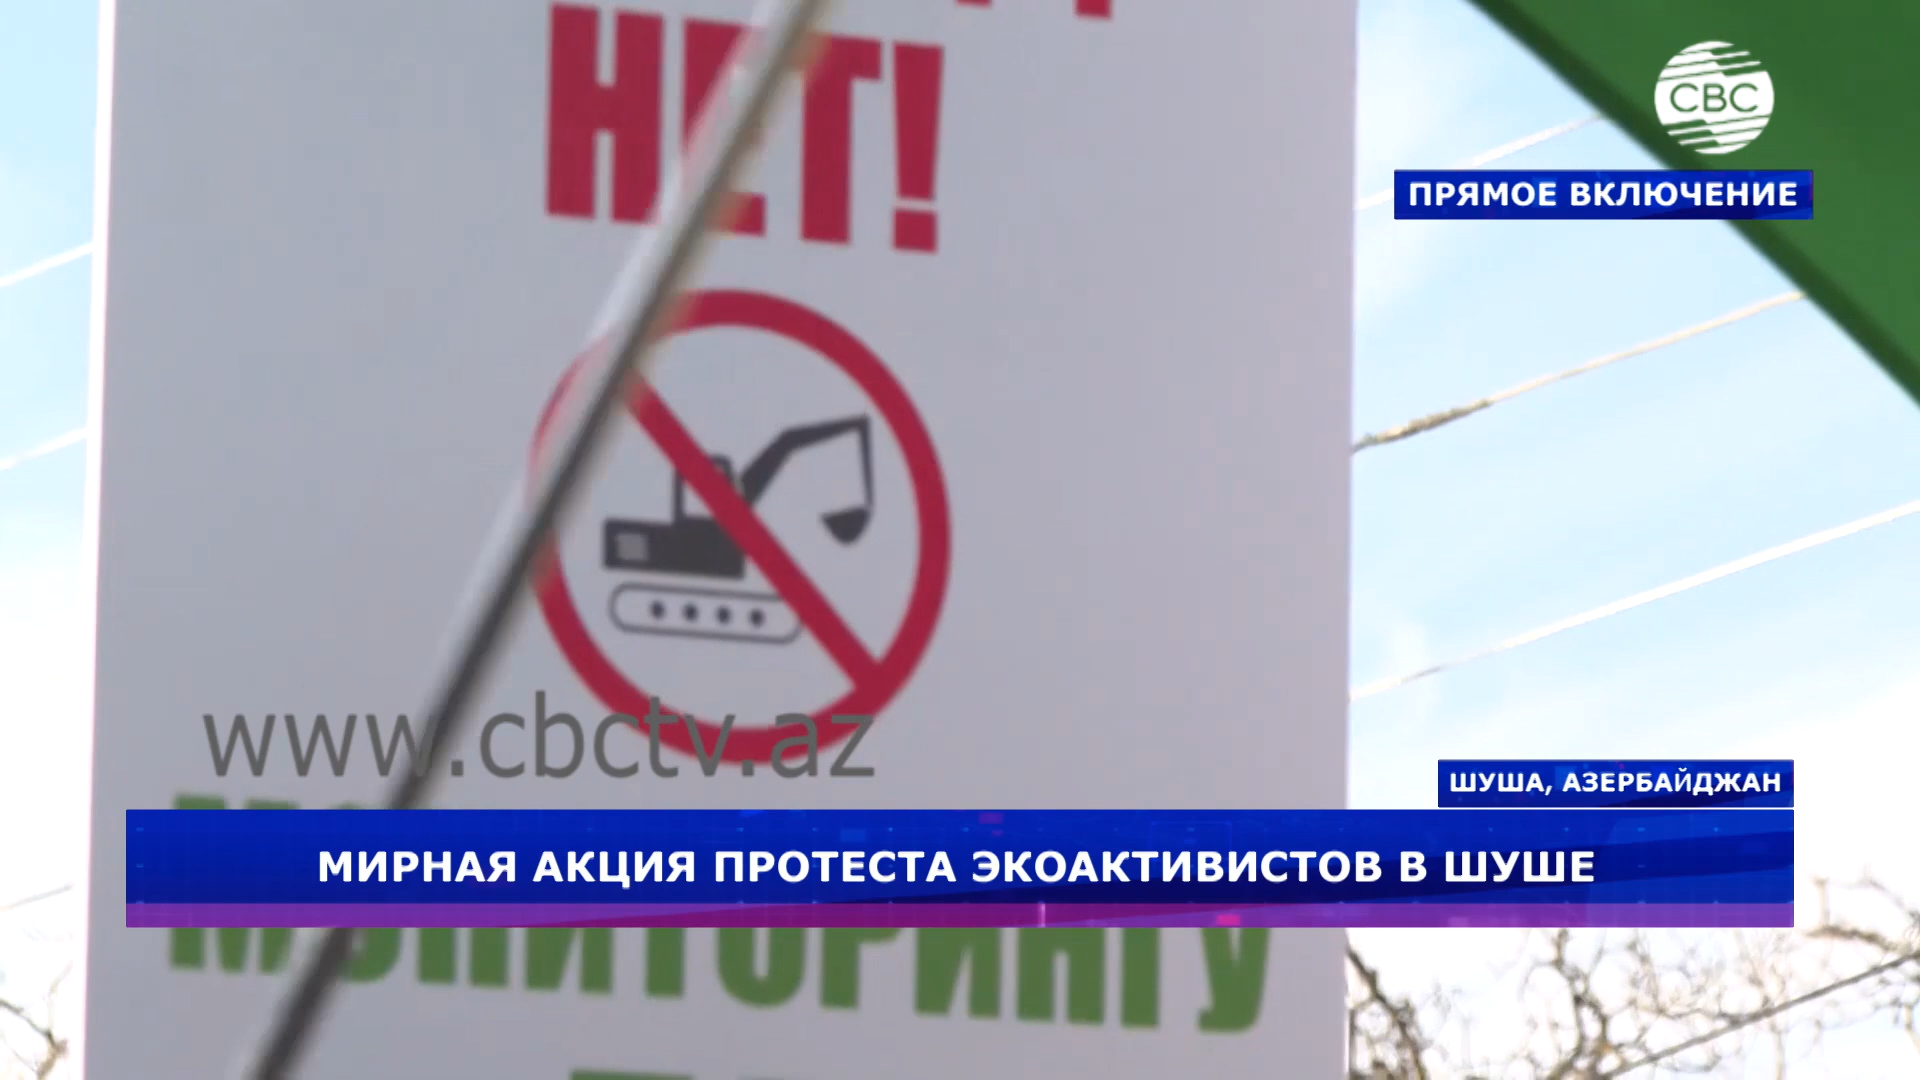 НЕТ!
CBC
ПРЯМОЕ ВКЛЮЧЕНИЕ
www.cbctv.az
ШУША, АЗЕРБАЙДЖАН
МИРНАЯ АКЦИЯ ПРОТЕСТА ЭКОАКТИВИСТОВ В ШУШЕ
МОНИТОРИНГУ